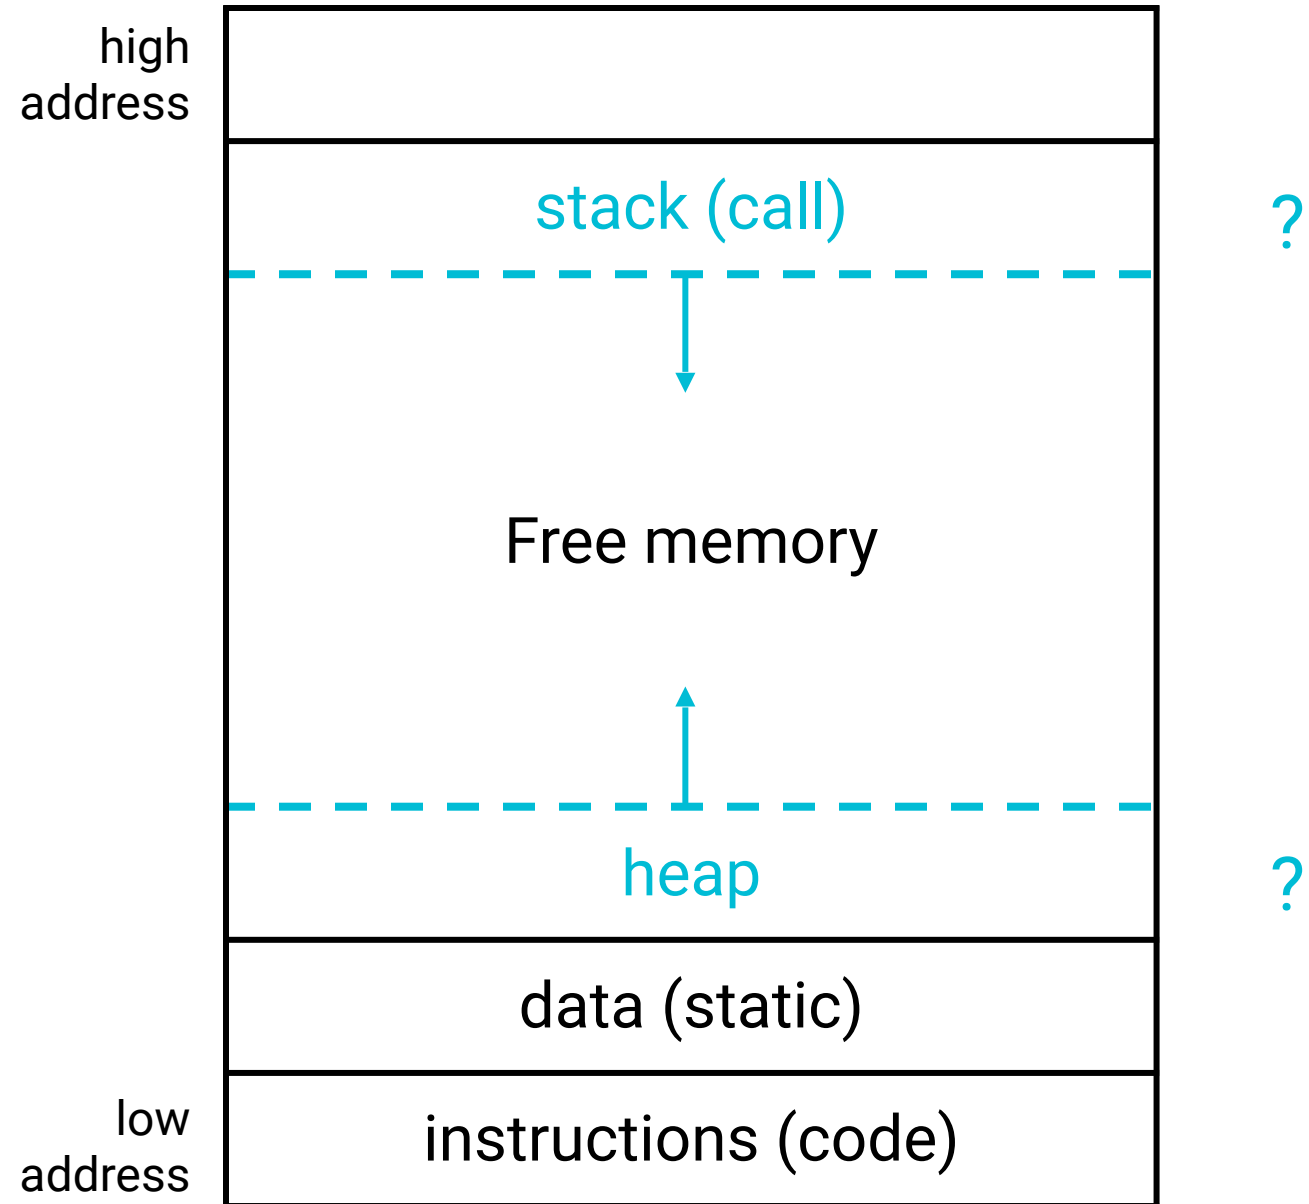 high
address
stack (call)
?
Free memory
heap
?
data (static)
low
address
instructions (code)